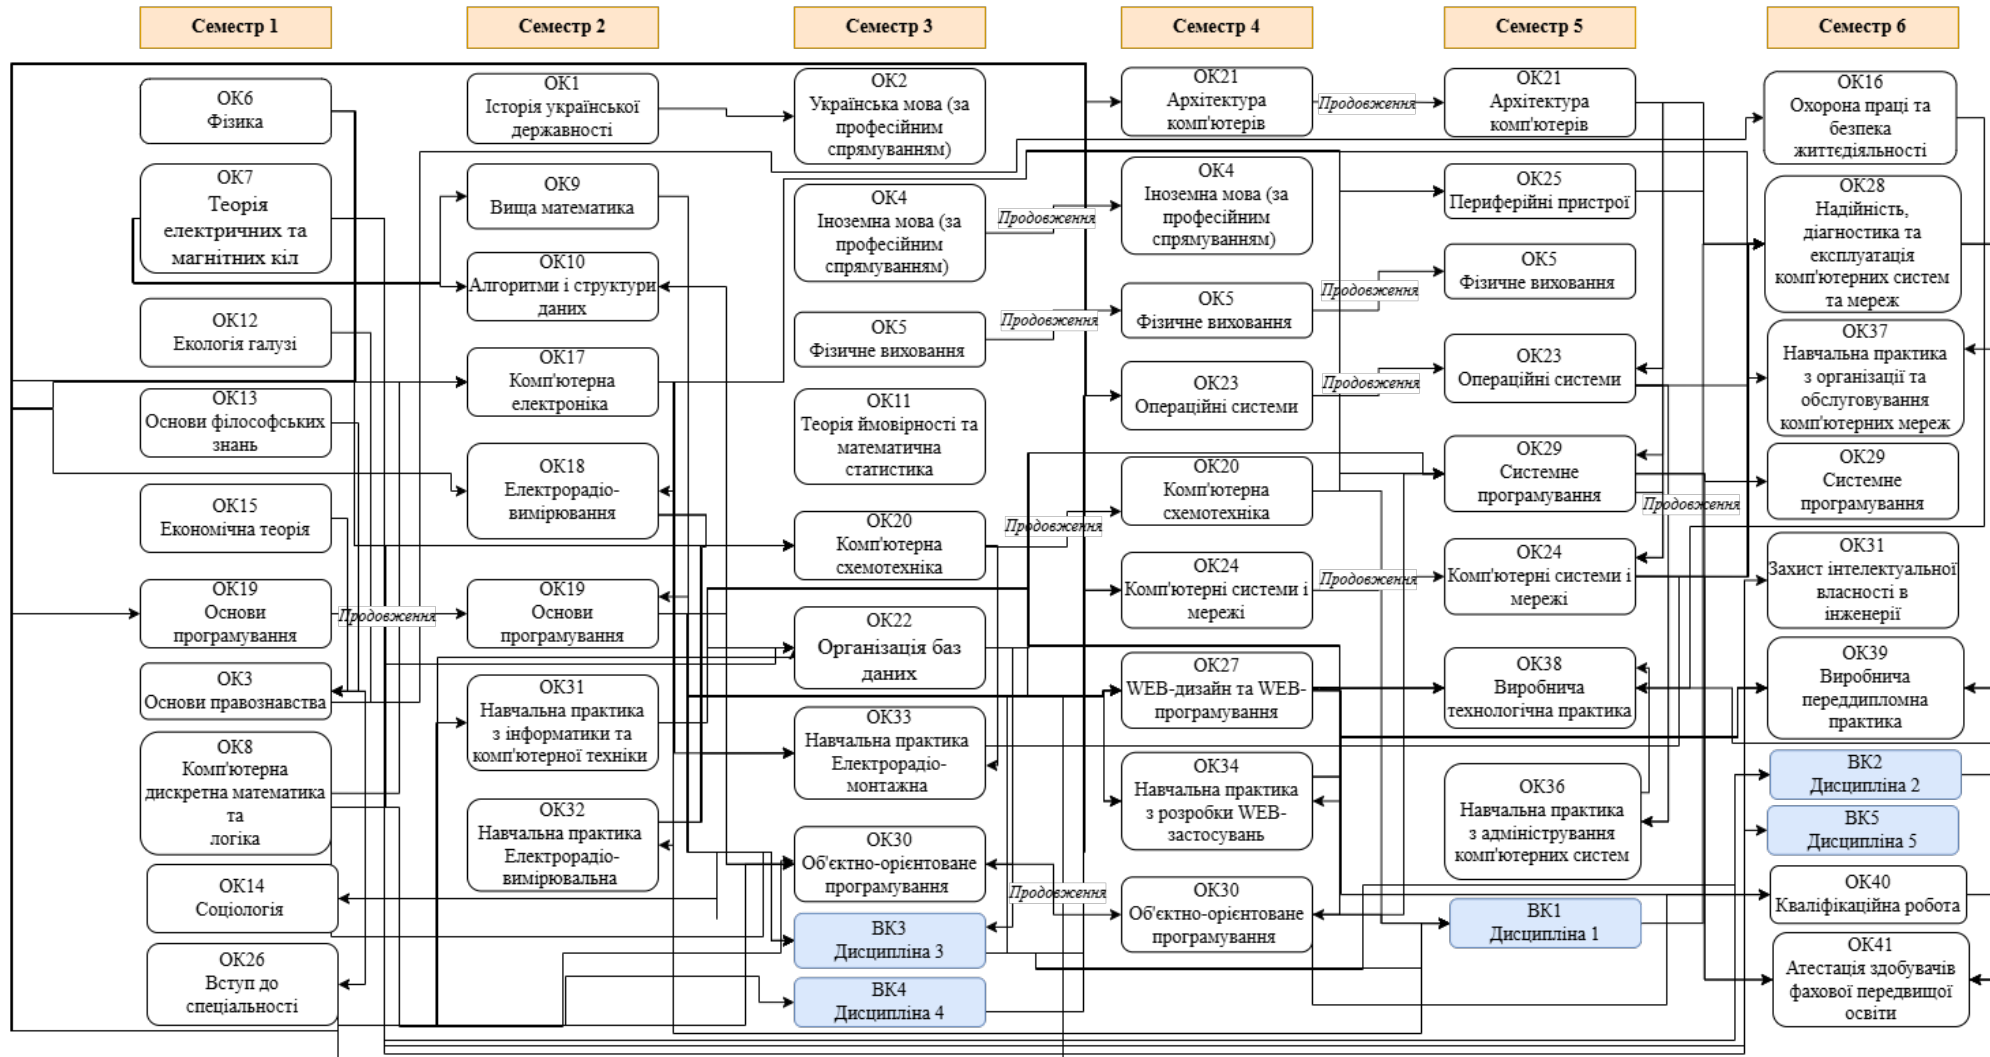 Семестр 1
Семестр 2
Семестр 3
Семестр 4
Семестр 5
Семестр 6
ОК6
Фізика
ОК7
Теорія
електричних та
магнітних кіл
ОК12
Екологія галузі
ОК13
Основи філософських
знань
ОК15
Економічна теорія
ОК19
Основи
програмування
Продовження
ОК3
Основи правознавства
ОК8
Комп'ютерна
дискретна математика
та
логіка
ОК14
Соціологія
ОК26
Вступ до
спеціальності
ОК1
Історія української
державності
ОК9
Вища математика
ОК10
Алгоритми і структури
даних
ОК17
Комп'ютерна
електроніка
ОК18
Електрорадіо-
вимірювання
ОК19
Основи
програмування
ОК31
Навчальна практика
з інформатики та
комп'ютерної техніки
ОК32
Навчальна практика
Електрорадіо-
вимірювальна
ОК2
Українська мова (за
професійним
спрямуванням)
ОК4
Іноземна мова (за
професійним
спрямуванням)
Продовження
ОК5
Фізичне виховання
Продовження
ОК11
Теорія ймовірності та
математична
статистика
ОК20
Комп'ютерна
схемотехніка
Продовження
ОК22
Організація баз
даних
ОК33
Навчальна практика
Електрорадіо-
монтажна
ОК30
Об'єктно-орієнтоване
програмування
Продовження
ВК3
Дисципліна 3
ВК4
Дисципліна 4
ОК21
Архітектура
комп'ютерів
Продовження
ОК4
Іноземна мова (за
професійним
спрямуванням)
ОК5
Фізичне виховання
Продовження
ОК23
Операційні системи
Продовження
ОК20
Комп'ютерна
схемотехніка
ОК24
Комп'ютерні системи і
мережі
Продовження
ОК27
WEB-дизайн та WEB-
програмування
ОК34
Навчальна практика
з розробки WEB-
застосувань
ОК30
Об'єктно-орієнтоване
програмування
ОК21
Архітектура
комп'ютерів
ОК25
Периферійні пристрої
ОК5
Фізичне виховання
ОК23
Операційні системи
ОК29
Системне
програмування
Продовження
ОК24
Комп'ютерні системи і
мережі
ОК38
Виробнича
технологічна практика
ОК36
Навчальна практика
з адміністрування
комп'ютерних систем
ВК1
Дисципліна 1
ОК16
Охорона праці та
безпека
життєдіяльності
ОК28
Надійність,
діагностика та
експлуатація
комп'ютерних систем
та мереж
ОК37
Навчальна практика
з організації та
обслуговування
комп'ютерних мереж
ОК29
Системне
програмування
ОК31
Захист інтелектуальної
власності в
інженерії
ОК39
Виробнича
переддипломна
практика
ВК2
Дисципліна 2
ВК5
Дисципліна 5
ОК40
Кваліфікаційна робота
ОК41
Атестація здобувачів
фахової передвищої
освіти